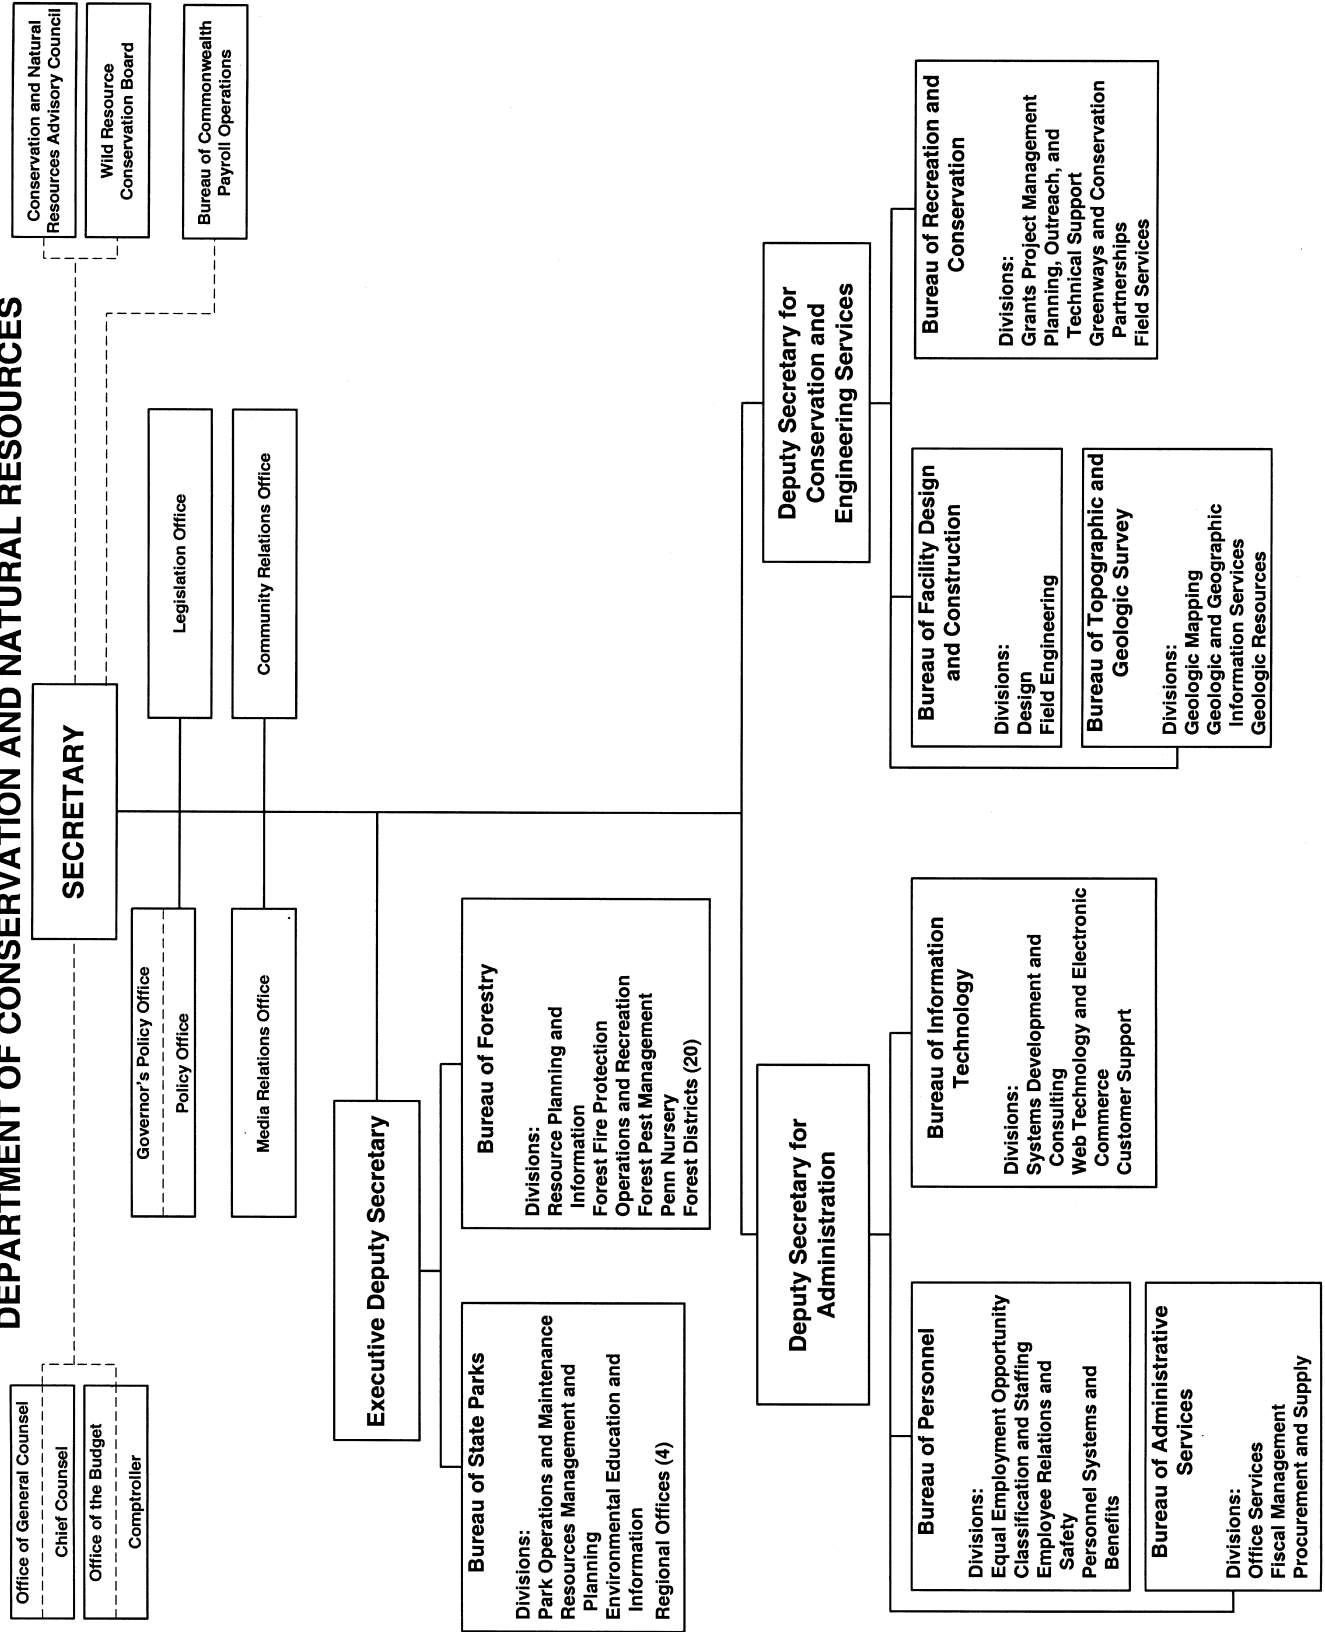 DEPARTMENT OF CONSERVATION AND NATURAL RESOURCES
SECRETARY
Office of General Counsel
Chief Counsel
Office of the Budget
Comptroller
Conservation and Natural
Resources Advisory Council
Wild Resource
Conservation Board
Bureau of Commonwealth
Payroll Operations
Governor's Policy Office
Policy Office
Legislation Office
Media Relations Office
Community Relations Office
Executive Deputy Secretary
Bureau of State Parks
Divisions:
Park Operations and Maintenance
Resources Management and
Planning
Environmental Education and
Information
Regional Offices (4)
Bureau of Forestry
Divisions:
Resource Planning and
Information
Forest Fire Protection
Operations and Recreation
Forest Pest Management
Penn Nursery
Forest Districts (20)
Deputy Secretary for
Administration
Bureau of Personnel
Divisions:
Equal Employment Opportunity
Classification and Staffing
Employee Relations and
Safety
Personnel Systems and
Benefits
Bureau of Administrative
Services
Divisions:
Office Services
Fiscal Management
Procurement and Supply
Bureau of Information
Technology
Divisions:
Systems Development and
Consulting
Web Technology and Electronic
Commerce
Customer Support
Deputy Secretary for
Conservation and
Engineering Services
Bureau of Facility Design
and Construction
Divisions:
Design
Field Engineering
Bureau of Topographic and
Geologic Survey
Divisions:
Geologic Mapping
Geologic and Geographic
Information Services
Geologic Resources
Bureau of Recreation and
Conservation
Divisions:
Grants Project Management
Planning, Outreach, and
Technical Support
Greenways and Conservation
Partnerships
Field Services